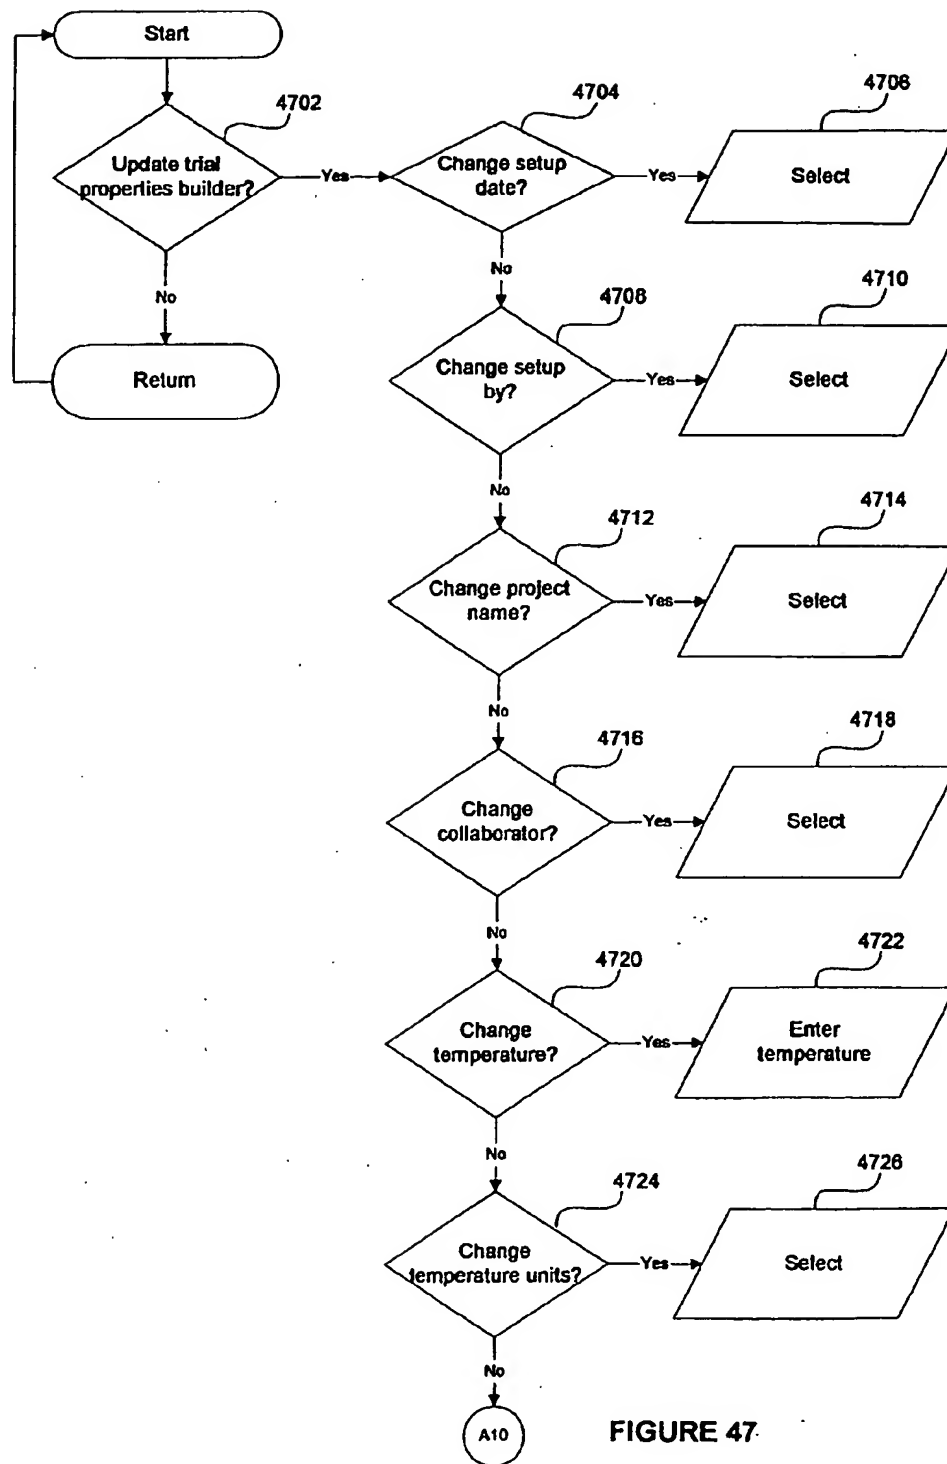 Start
4702
4704
4706
Update trial
properties builder?
Yes
Change setup
date?
Yes
Select
No
No
4708
4710
Return
Change setup
by?
Yes
Select
No
4712
4714
Change project
name?
Yes
Select
No
4716
4718
Change
collaborator?
Yes
Select
No
4720
4722
Change
temperature?
Yes
Enter
temperature
No
4724
4726
Change
temperature units?
Yes
Select
No
A10
FIGURE 47